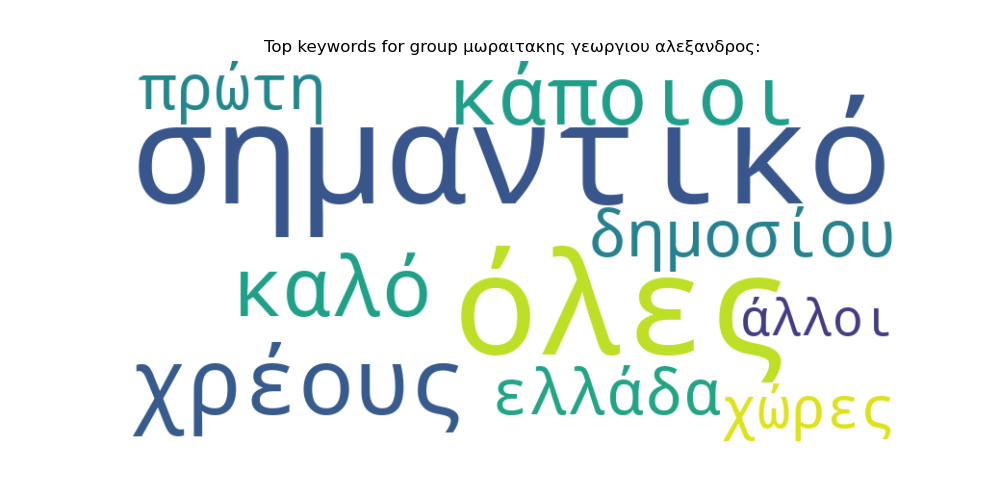 Top keywords for group μωραιτακης γεωργιου αλεξανδρος:
πρώτη
κάποιοι
σημαντικό
δημοσίου
καλό
όλες
άλλοι
χρέους
ελλάδα
χώρες